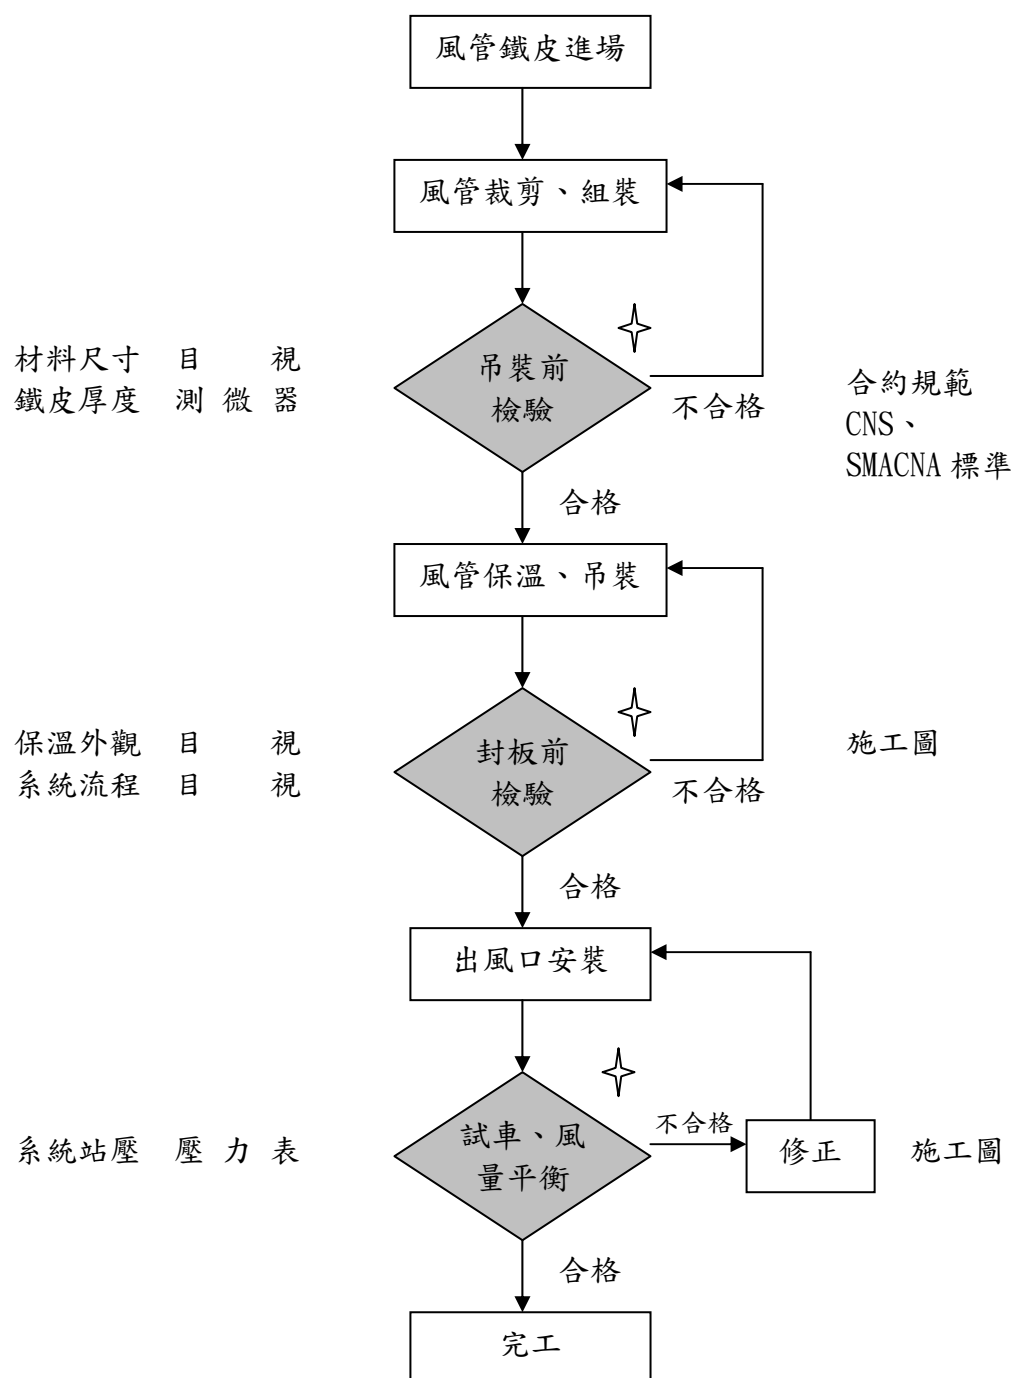 風管鐵皮進場
風管裁剪、組裝
材料尺寸 目 視
鐵皮厚度 測 微 器
吊裝前
檢驗
不合格
合約規範
CNS、
SMACNA 標準
合格
風管保溫、吊裝
保溫外觀 目 視
系統流程 目 視
封板前
檢驗
不合格
施工圖
合格
出風口安裝
系統站壓 壓 力 表
試車、風
量平衡
不合格
修正
施工圖
合格
完工